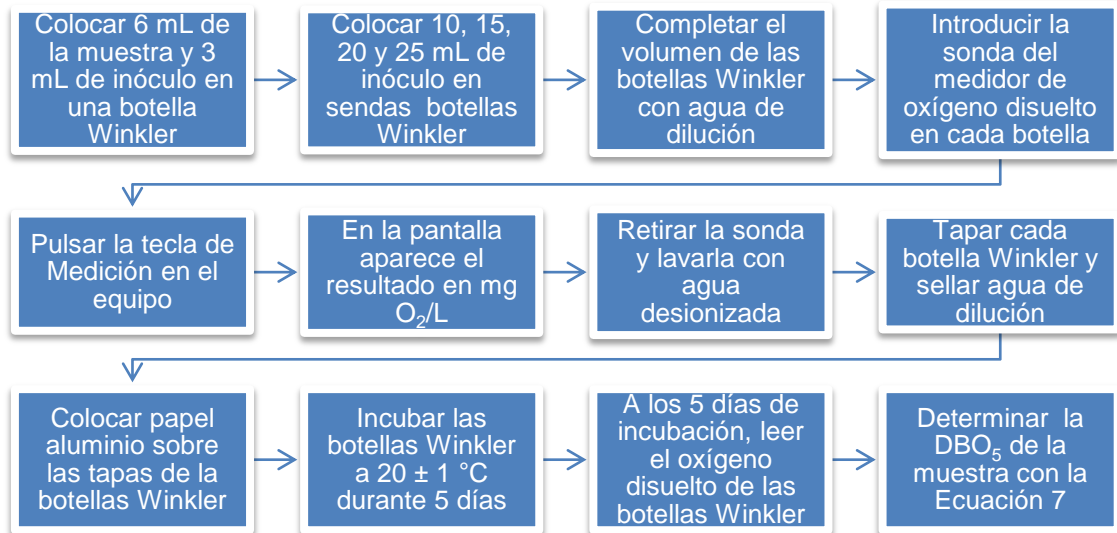 Colocar 6 mL de
la muestra y 3
mL de inóculo en
una botella
Winkler
Colocar 10, 15,
20 y 25 mL de
inóculo en
sendas botellas
Winkler
Completar el
volumen de las
botellas Winkler
con agua de
dilución
Introducir la
sonda del
medidor de
oxígeno disuelto
en cada botella
Pulsar la tecla de
Medición en el
equipo
En la pantalla
aparece el
resultado en mg
O₂/L
Retirar la sonda
y lavarla con
agua
desionizada
Tapar cada
botella Winkler y
sellar agua de
dilución
Colocar papel
aluminio sobre
las tapas de la
botellas Winkler
Incubar las
botellas Winkler
a 20 ± 1 °C
durante 5 días
A los 5 días de
incubación, leer
el oxígeno
disuelto de las
botellas Winkler
Determinar la
DBO₅ de la
muestra con la
Ecuación 7